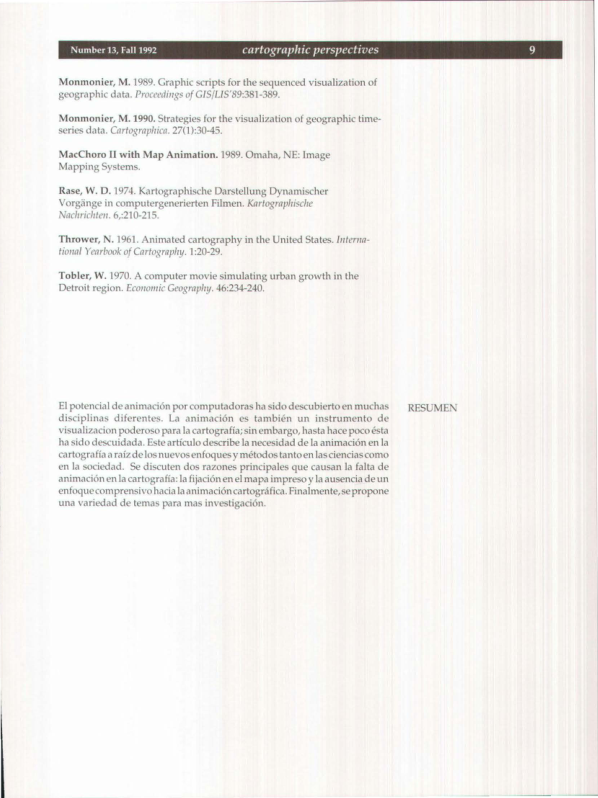 Number 13, Fall 1992 cartographic perspectives 9
Monmonier, M. 1989. Graphic scripts for the sequenced visualization of
geographic data. Proceedings of GIS/LIS'89:381-389.
Monmonier, M. 1990. Strategies for the visualization of geographic time-
series data. Cartographica. 27(1):30-45.
MacChoro II with Map Animation. 1989. Omaha, NE: Image
Mapping Systems.
Rase, W. D. 1974. Kartographische Darstellung Dynamischer
Vorgänge in computergenerierten Filmen. Kartographische
Nachrichten. 6,:210-215.
Thrower, N. 1961. Animated cartography in the United States. Interna-
tional Yearbook of Cartography. 1:20-29.
Tobler, W. 1970. A computer movie simulating urban growth in the
Detroit region. Economic Geography. 46:234-240.
RESUMEN
El potencial de animación por computadoras ha sido descubierto en muchas
disciplinas diferentes. La animación es también un instrumento de
visualizacion poderoso para la cartografía; sin embargo, hasta hace poco ésta
ha sido descuidada. Este artículo describe la necesidad de la animación en la
cartografía a raíz de los nuevos enfoques y métodos tanto en las ciencias como
en la sociedad. Se discuten dos razones principales que causan la falta de
animación en la cartografía: la fijación en el mapa impreso y la ausencia de un
enfoque comprensivo hacia la animación cartográfica. Finalmente, se propone
una variedad de temas para mas investigación.